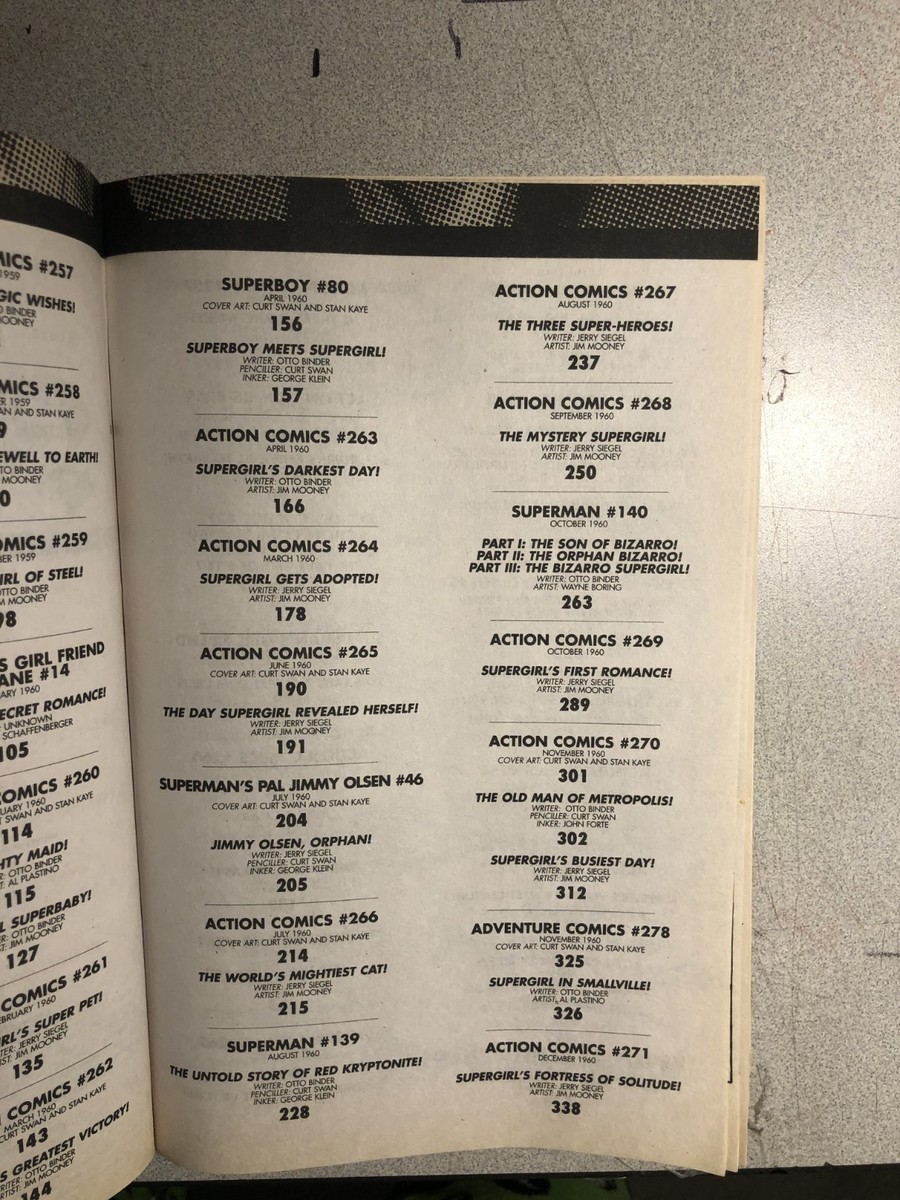 MICS #257
1959
GIC WISHES!
BINDER
MOONEY
MICS #258
ER 1959
AN AND STAN KAYE
9
EWELL TO EARTH!
TO BINDER
MOONEY
0
OMICS #259
BER 1959
IRL OF STEEL!
OTTO BINDER
M MOONEY
98
S GIRL FRIEND
ANE #14
ARY 1960
ECRET ROMANCE!
UNKNOWN
SCHAFFENBERGER
105
COMICS #260
UARY 1960
T SWAN AND STAN KAYE
114
HTY MAID!
R: OTTO BINDER
T: AL PLASTINO
115
L SUPERBABY!
R: OTTO BINDER
ST: JIM MOONEY
127
COMICS #261
EBRUARY 1960
RL'S SUPER PET!
TER: JERRY SIEGEL
IST: JIM MOONEY
135
COMICS #262
MARCH 1960
CURT SWAN AND STAN KAYE
143
S GREATEST VICTORY!
WRITER: OTTO BINDER
ARTIST: JIM MOONEY
144
SUPERBOY #80
APRIL 1960
COVER ART: CURT SWAN AND STAN KAYE
156
SUPERBOY MEETS SUPERGIRL!
WRITER: OTTO BINDER
PENCILLER: CURT SWAN
INKER: GEORGE KLEIN
157
ACTION COMICS #263
APRIL 1960
SUPERGIRL'S DARKEST DAY!
WRITER: OTTO BINDER
ARTIST: JIM MOONEY
166
ACTION COMICS #264
MARCH 1960
SUPERGIRL GETS ADOPTED!
WRITER: JERRY SIEGEL
ARTIST: JIM MOONEY
178
ACTION COMICS #265
JUNE 1960
COVER ART: CURT SWAN AND STAN KAYE
190
THE DAY SUPERGIRL REVEALED HERSELF!
WRITER: JERRY SIEGEL
ARTIST: JIM MOONEY
191
SUPERMAN'S PAL JIMMY OLSEN #46
JULY 1960
COVER ART: CURT SWAN AND STAN KAYE
204
JIMMY OLSEN, ORPHAN!
WRITER: JERRY SIEGEL
PENCILLER: CURT SWAN
INKER: GEORGE KLEIN
205
ACTION COMICS #266
JULY 1960
COVER ART: CURT SWAN AND STAN KAYE
214
THE WORLD'S MIGHTIEST CAT!
WRITER: JERRY SIEGEL
ARTIST: JIM MOONEY
215
SUPERMAN #139
AUGUST 1960
THE UNTOLD STORY OF RED KRYPTONITE!
WRITER: OTTO BINDER
PENCILLER: CURT SWAN
INKER: GEORGE KLEIN
228
ACTION COMICS #267
AUGUST 1960
THE THREE SUPER-HEROES!
WRITER: JERRY SIEGEL
ARTIST: JIM MOONEY
237
ACTION COMICS #268
SEPTEMBER 1960
THE MYSTERY SUPERGIRL!
WRITER: JERRY SIEGEL
ARTIST: JIM MOONEY
250
SUPERMAN #140
OCTOBER 1960
PART I: THE SON OF BIZARRO!
PART II: THE ORPHAN BIZARRO!
PART III: THE BIZARRO SUPERGIRL!
WRITER: OTTO BINDER
ARTIST: WAYNE BORING
263
ACTION COMICS #269
OCTOBER 1960
SUPERGIRL'S FIRST ROMANCE!
WRITER: JERRY SIEGEL
ARTIST: JIM MOONEY
289
ACTION COMICS #270
NOVEMBER 1960
COVER ART: CURT SWAN AND STAN KAYE
301
THE OLD MAN OF METROPOLIS!
WRITER: OTTO BINDER
PENCILLER: CURT SWAN
INKER: JOHN FORTE
302
SUPERGIRL'S BUSIEST DAY!
WRITER: JERRY SIEGEL
ARTIST: JIM MOONEY
312
ADVENTURE COMICS #278
NOVEMBER 1960
COVER ART: CURT SWAN AND STAN KAYE
325
SUPERGIRL IN SMALLVILLE!
WRITER: OTTO BINDER
ARTIST: AL PLASTINO
326
ACTION COMICS #271
DECEMBER 1960
SUPERGIRL'S FORTRESS OF SOLITUDE!
WRITER: JERRY SIEGEL
ARTIST: JIM MOONEY
338